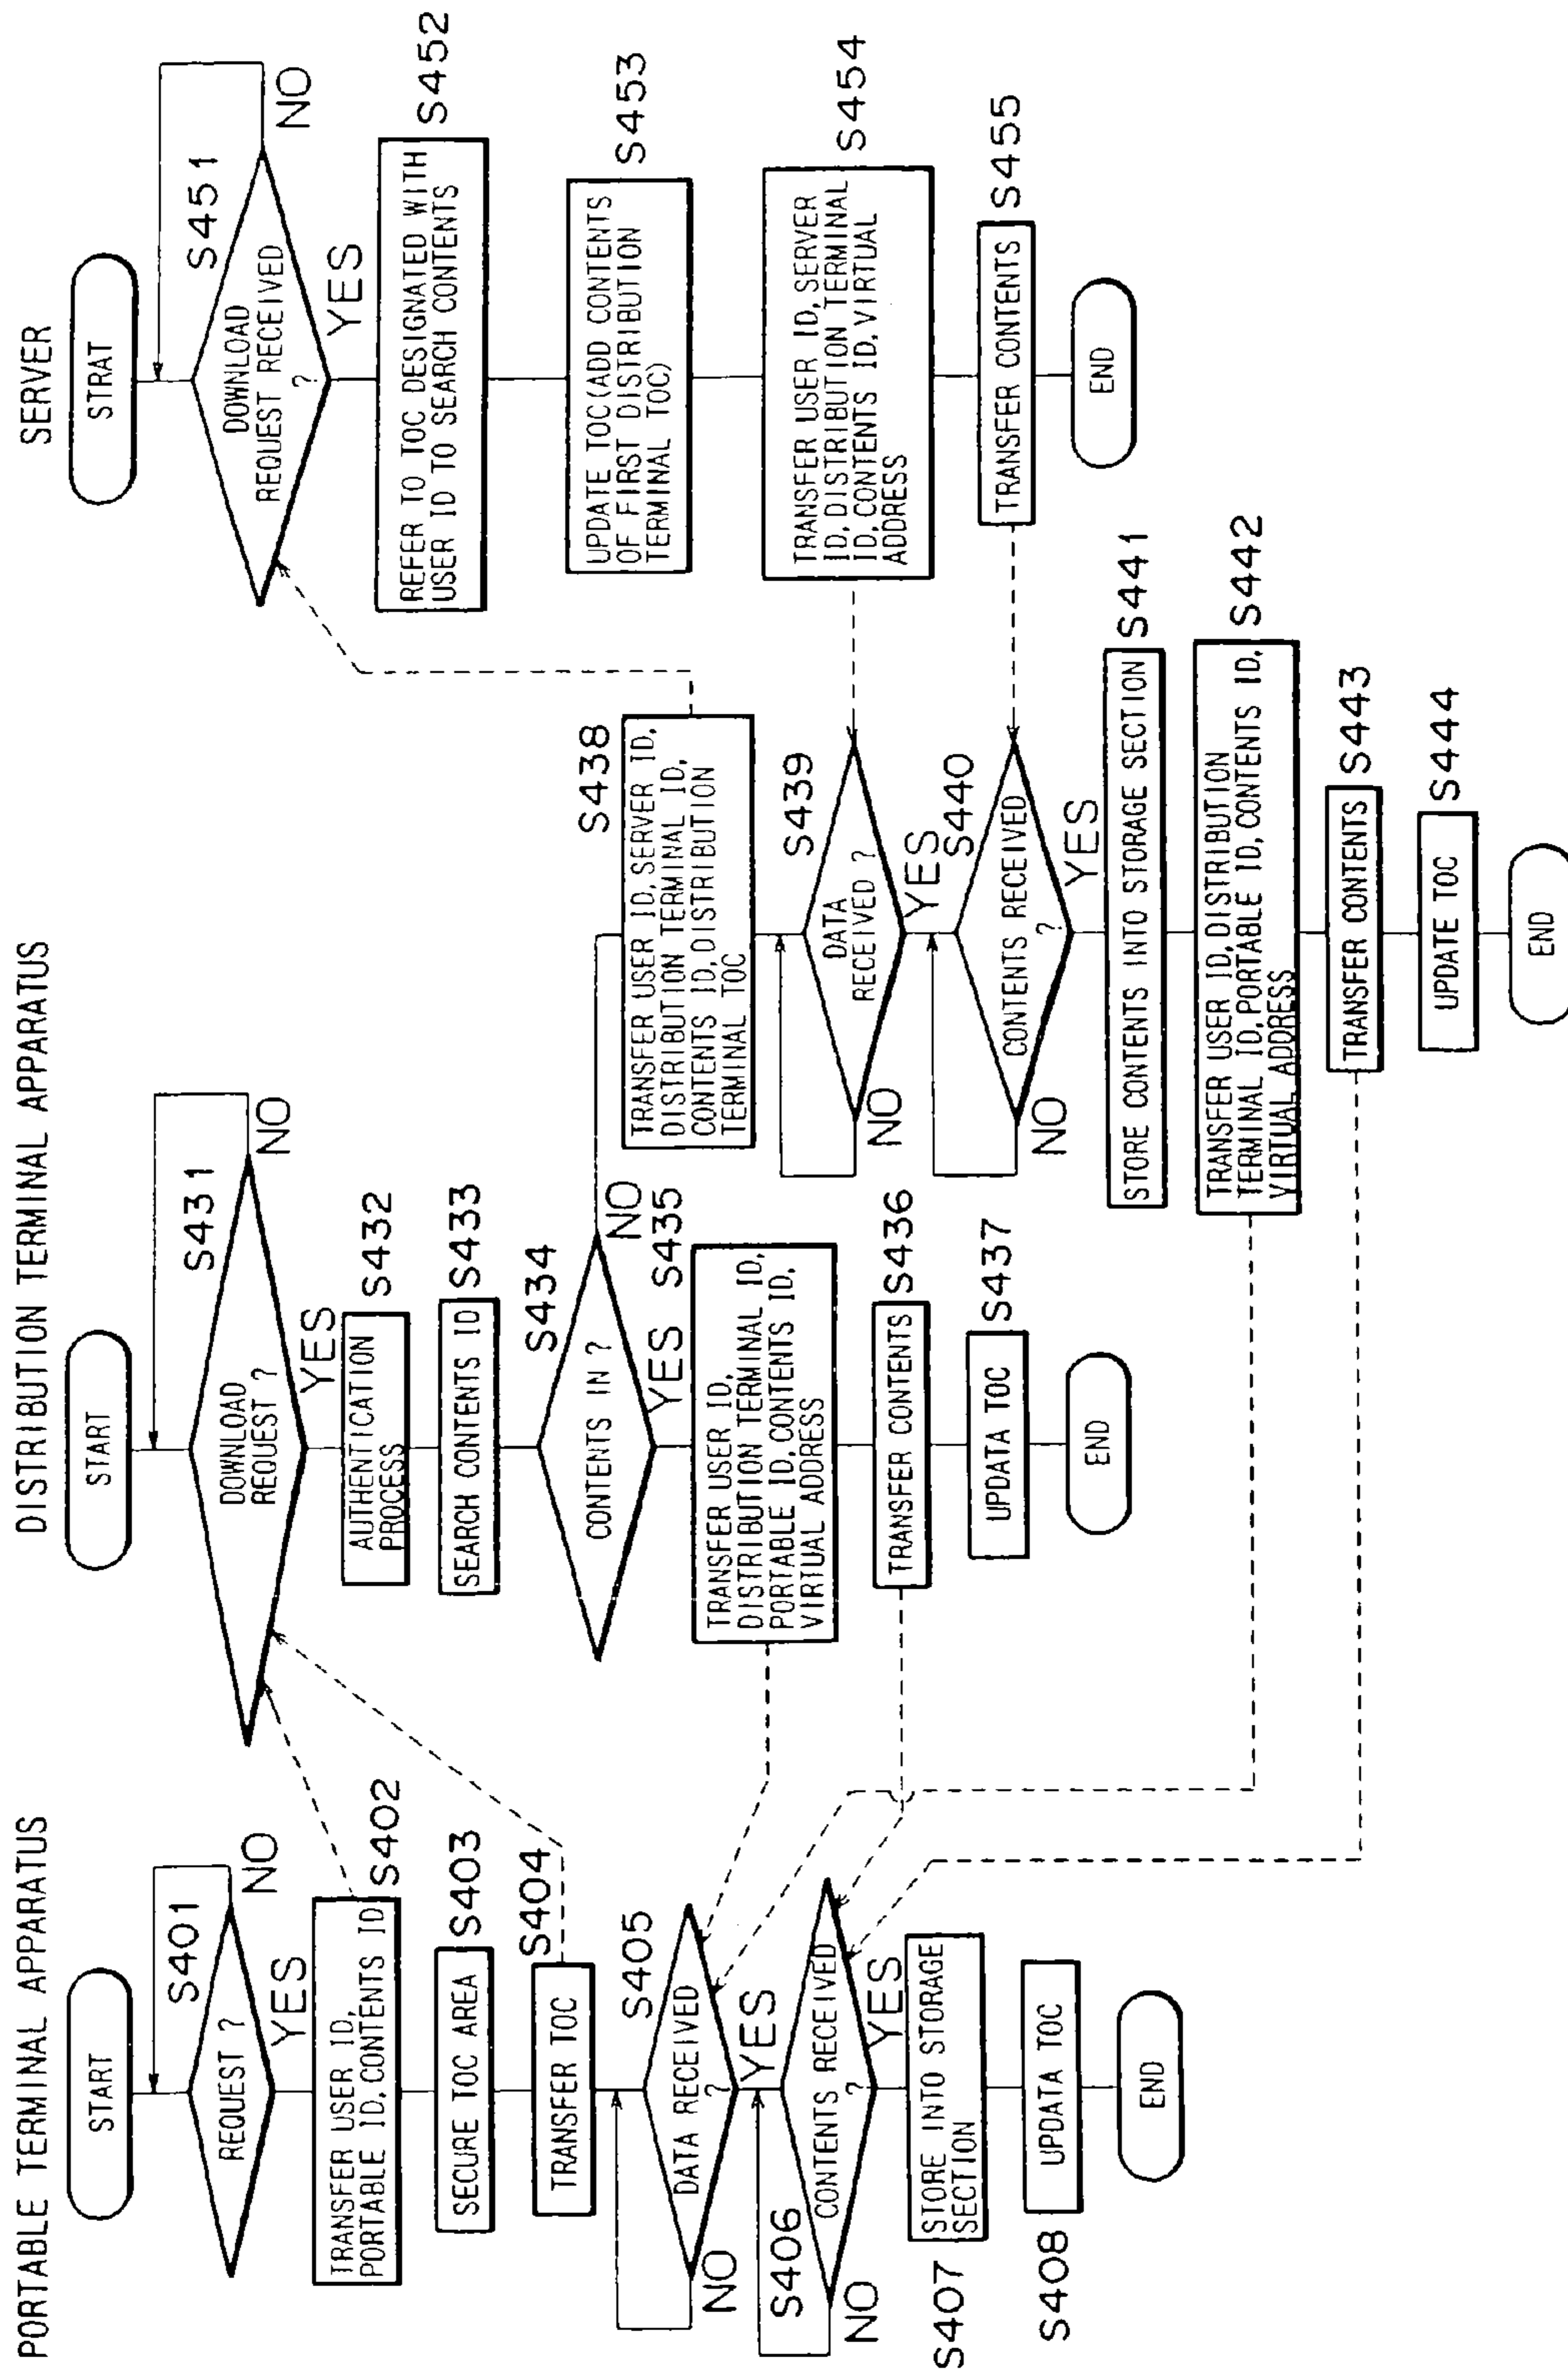 PORTABLE TERMINAL APPARATUS
START
S401
REQUEST ?
NO
YES
TRANSFER USER ID,
PORTABLE ID, CONTENTS ID
S402
SECURE TOC AREA
S403
S404
TRANSFER TOC
S405
DATA RECEIVED
?
NO
YES
S406
CONTENTS RECEIVED
?
NO
YES
S407
STORE INTO STORAGE
SECTION
S408
UPDATA TOC
END
DISTRIBUTION TERMINAL APPARATUS
START
S431
DOWNLOAD
REQUEST ?
NO
YES
AUTHENTICATION
PROCESS
S432
SEARCH CONTENTS ID
S433
S434
CONTENTS IN ?
NO
YES
S435
TRANSFER USER ID,
DISTRIBUTION TERMINAL ID,
PORTABLE ID, CONTENTS ID,
VIRTUAL ADDRESS
TRANSFER CONTENTS
S436
UPDATA TOC
S437
END
S438
TRANSFER USER ID, SERVER ID,
DISTRIBUTION TERMINAL ID,
CONTENTS ID, DISTRIBUTION
TERMINAL TOC
S439
DATA
RECEIVED ?
NO
YES
S440
CONTENTS RECEIVED
?
NO
YES
STORE CONTENTS INTO STORAGE SECTION
S441
TRANSFER USER ID, DISTRIBUTION
TERMINAL ID, PORTABLE ID, CONTENTS ID,
VIRTUAL ADDRESS
S442
TRANSFER CONTENTS
S443
UPDATE TOC
S444
END
SERVER
STRAT
S451
DOWNLOAD
REQUEST RECEIVED
?
NO
YES
REFER TO TOC DESIGNATED WITH
USER ID TO SEARCH CONTENTS
S452
UPDATE TOC(ADD CONTENTS
OF FIRST DISTRIBUTION
TERMINAL TOC)
S453
TRANSFER USER ID, SERVER
ID, DISTRIBUTION TERMINAL
ID, CONTENTS ID, VIRTUAL
ADDRESS
S454
TRANSFER CONTENTS
S455
END